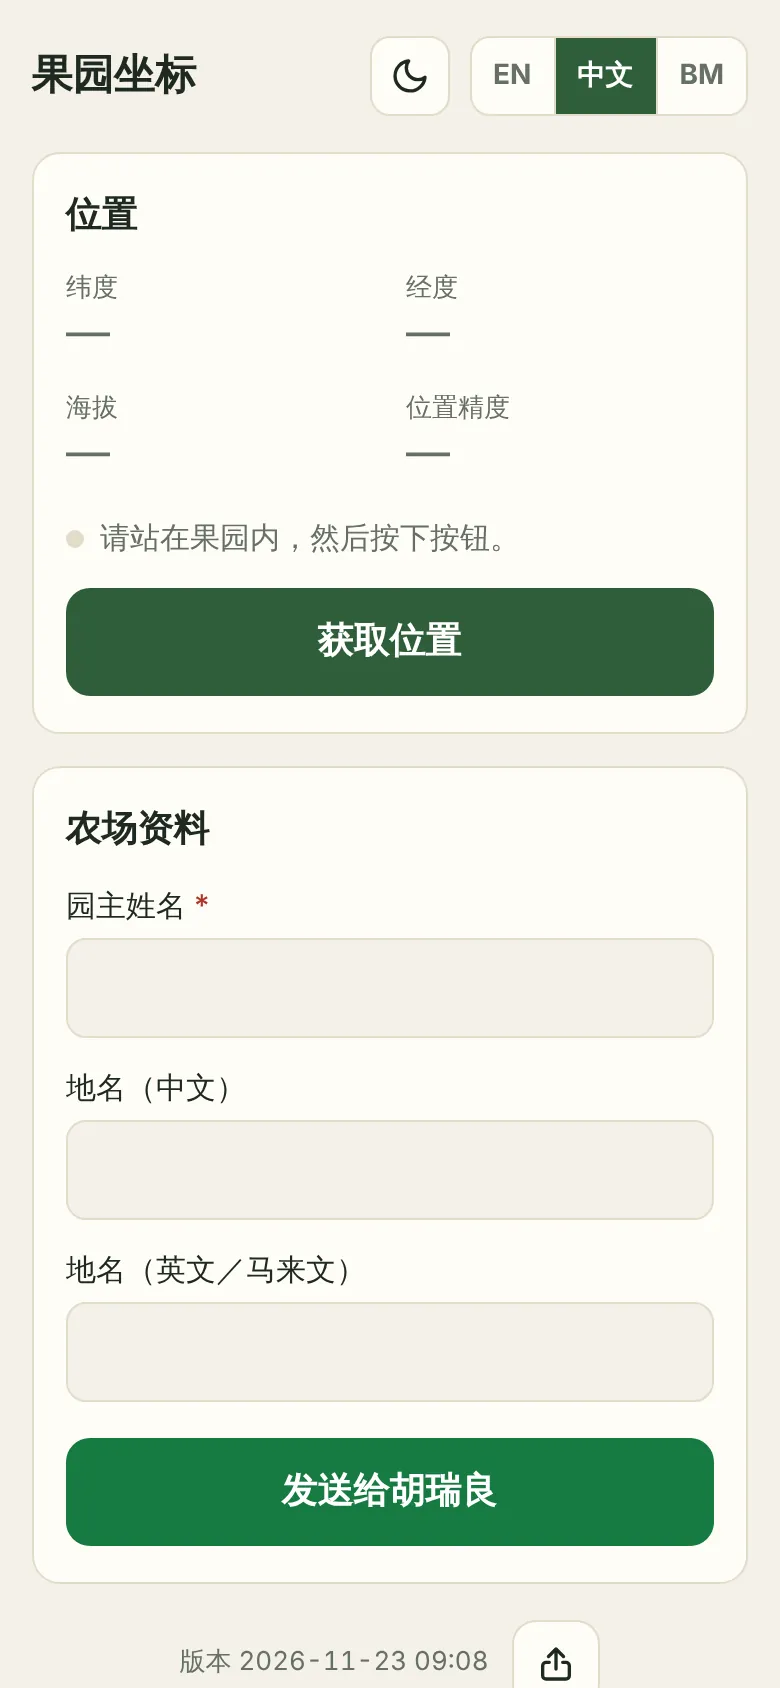 果园坐标
EN 中文 BM
位置
纬度 经度
— —
海拔 位置精度
— —
请站在果园内，然后按下按钮。
获取位置
农场资料
园主姓名 *
地名（中文）
地名（英文／马来文）
发送给胡瑞良
版本 2026-11-23 09:08